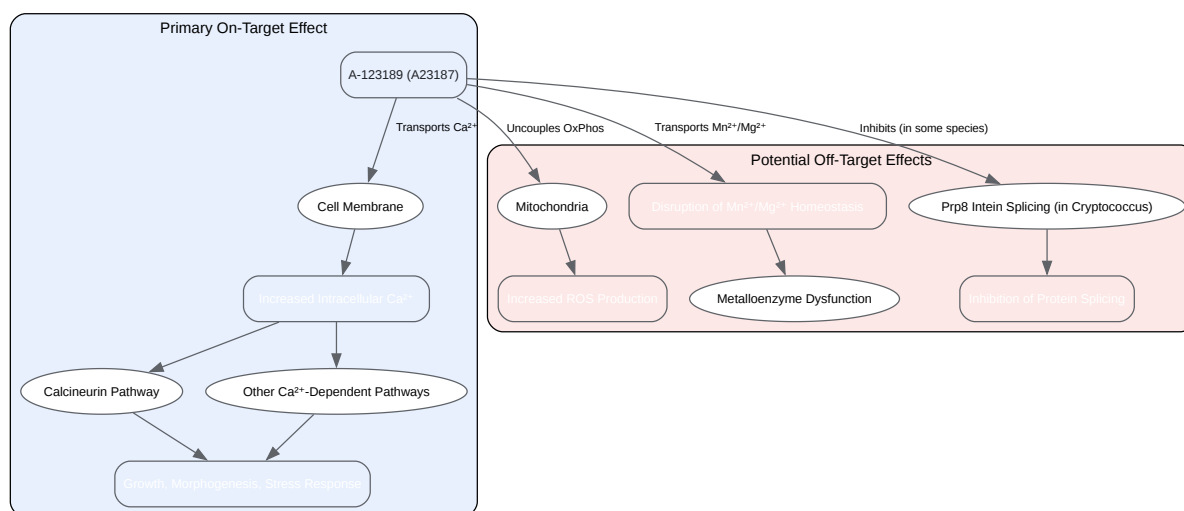 Primary On-Target Effect
A-123189 (A23187)
Transports Ca²⁺
Uncouples OxPhos
Transports Mn²⁺/Mg²⁺
Inhibits (in some species)
Potential Off-Target Effects
Cell Membrane
Mitochondria
Disruption of Mn²⁺/Mg²⁺ Homeostasis
Prp8 Intein Splicing (in Cryptococcus)
Increased Intracellular Ca²⁺
Increased ROS Production
Metalloenzyme Dysfunction
Inhibition of Protein Splicing
Calcineurin Pathway
Other Ca²⁺-Dependent Pathways
Growth, Morphogenesis, Stress Response